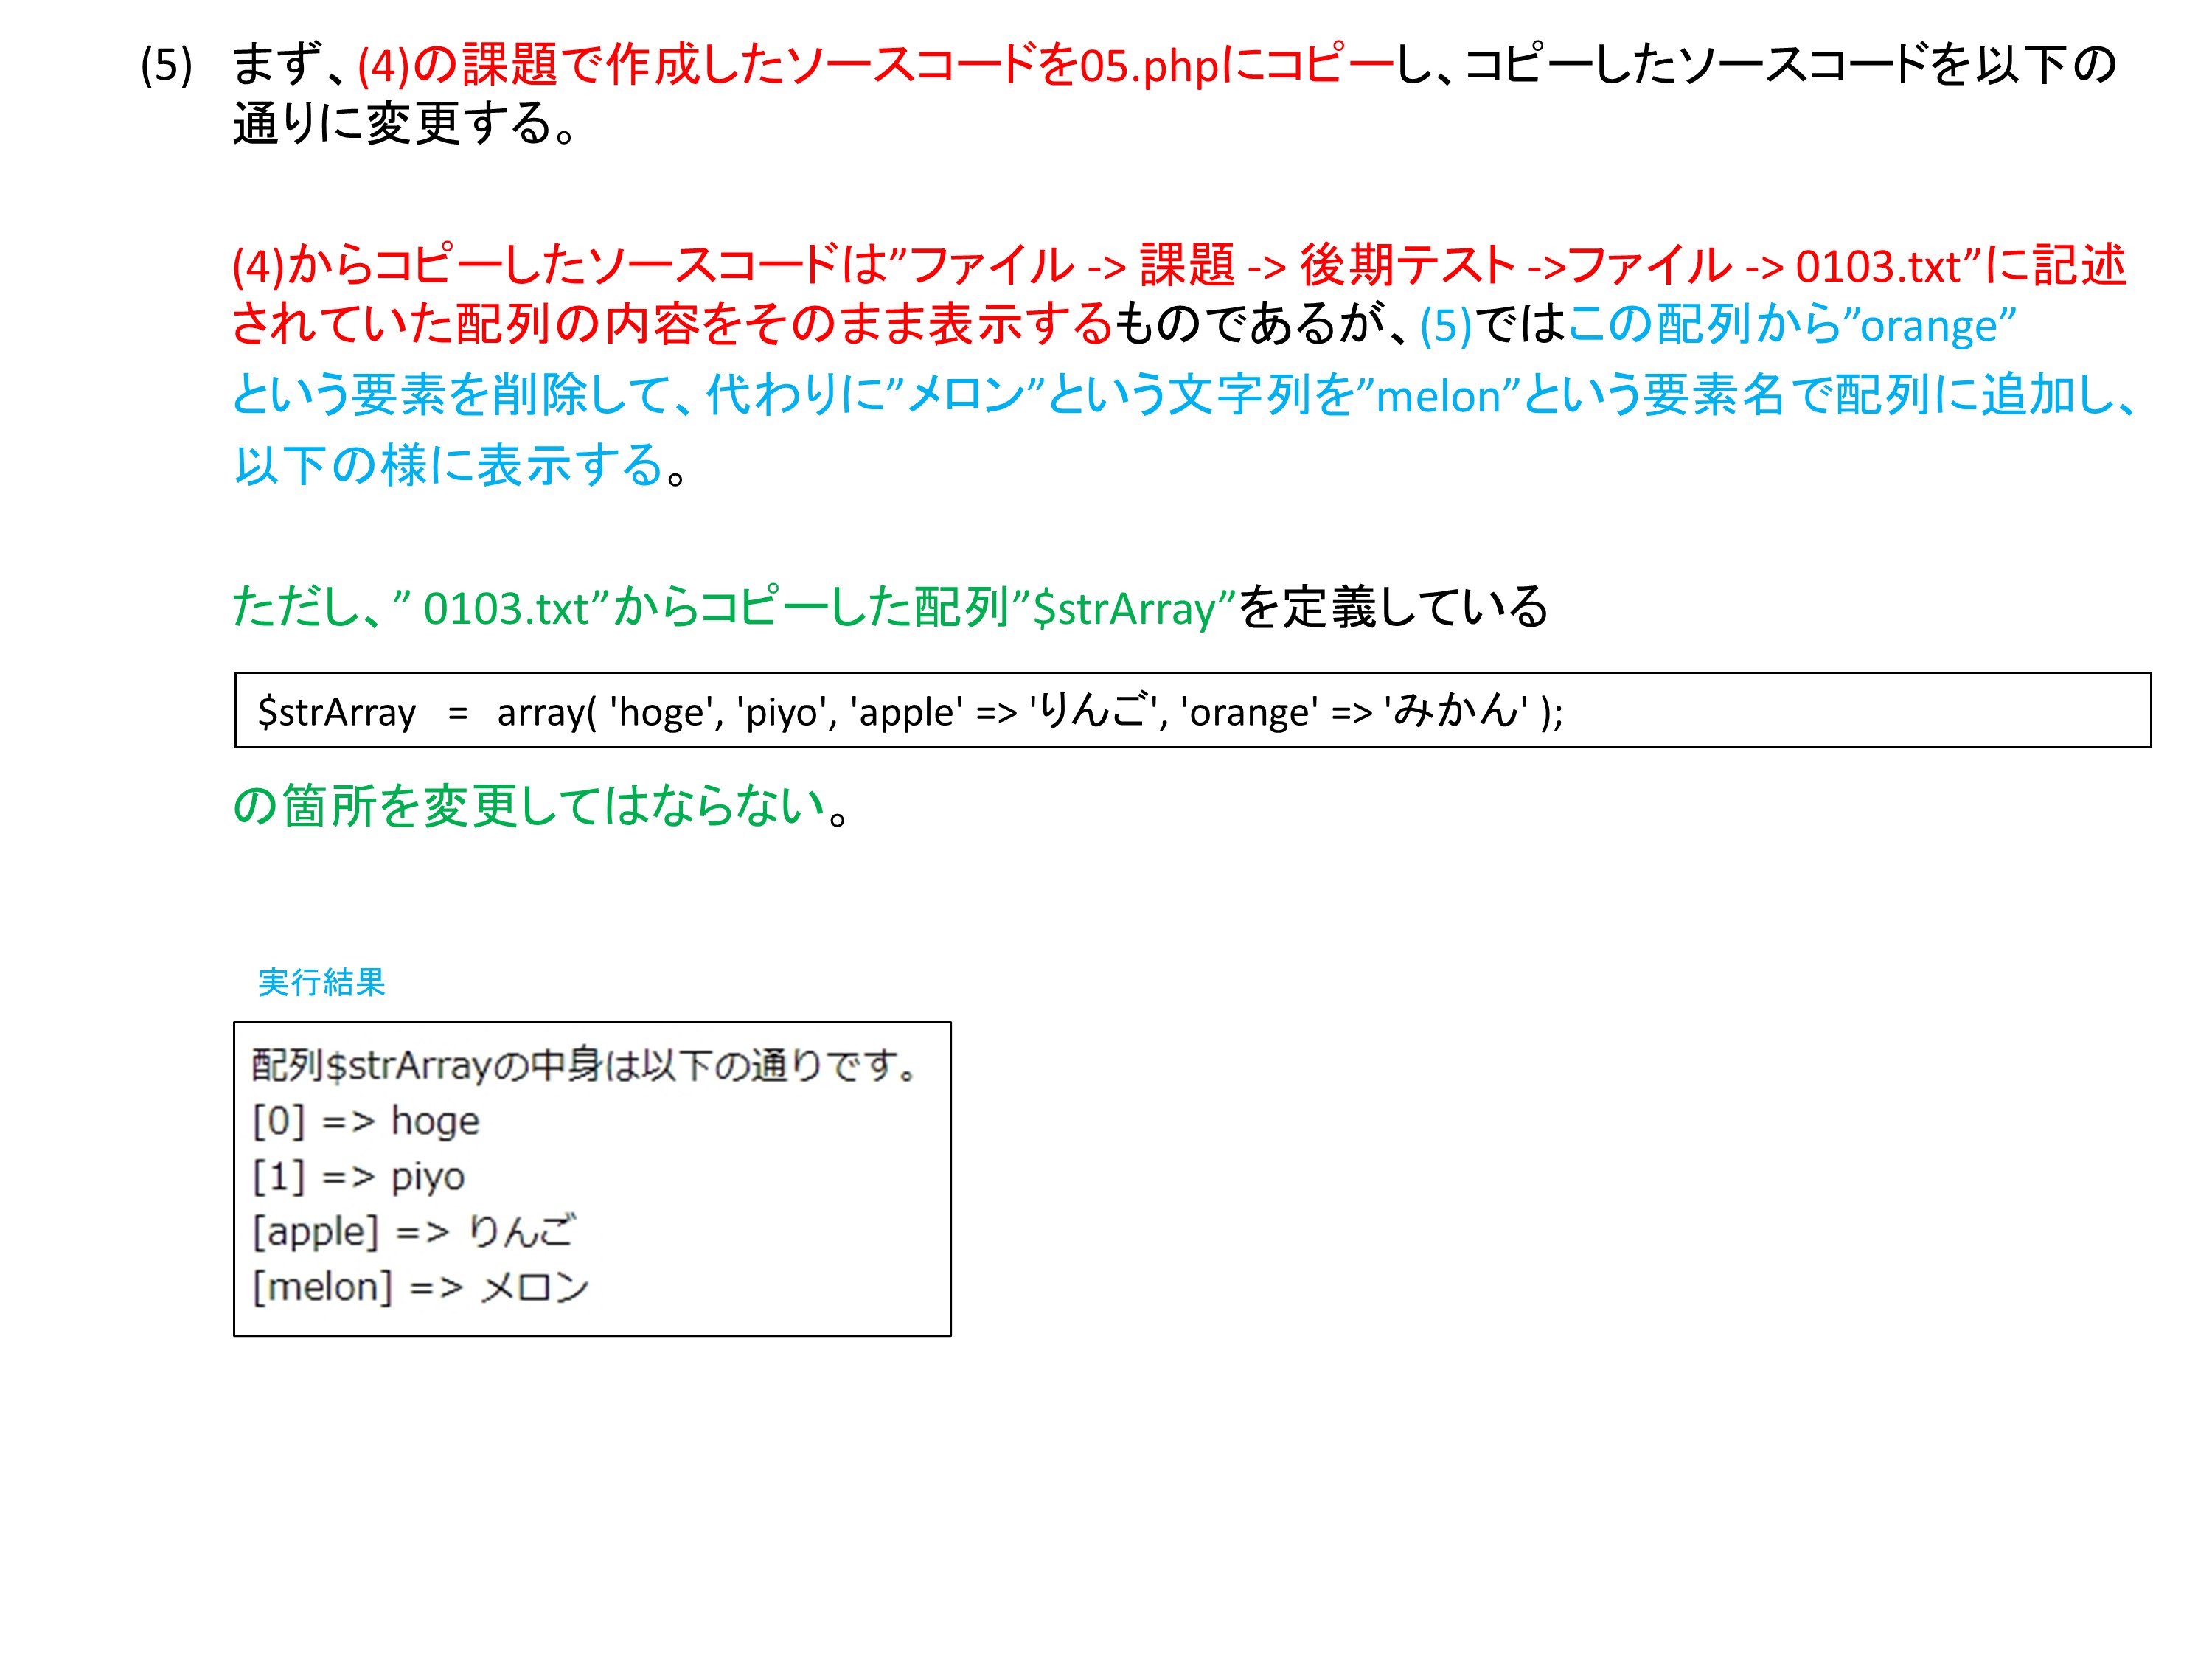 (5) まず、(4)の課題で作成したソースコードを05.phpにコピーし、コピーしたソースコードを以下の
通りに変更する。
(4)からコピーしたソースコードは”ファイル -> 課題 -> 後期テスト ->ファイル -> 0103.txt”に記述
されていた配列の内容をそのまま表示するものであるが、(5)ではこの配列から”orange”
という要素を削除して、代わりに”メロン”という文字列を”melon”という要素名で配列に追加し、
以下の様に表示する。
ただし、” 0103.txt”からコピーした配列”$strArray”を定義している
$strArray = array( 'hoge', 'piyo', 'apple' => 'りんご', 'orange' => 'みかん' );
の箇所を変更してはならない。
実行結果
配列$strArrayの中身は以下の通りです。
[0] => hoge
[1] => piyo
[apple] => りんご
[melon] => メロン